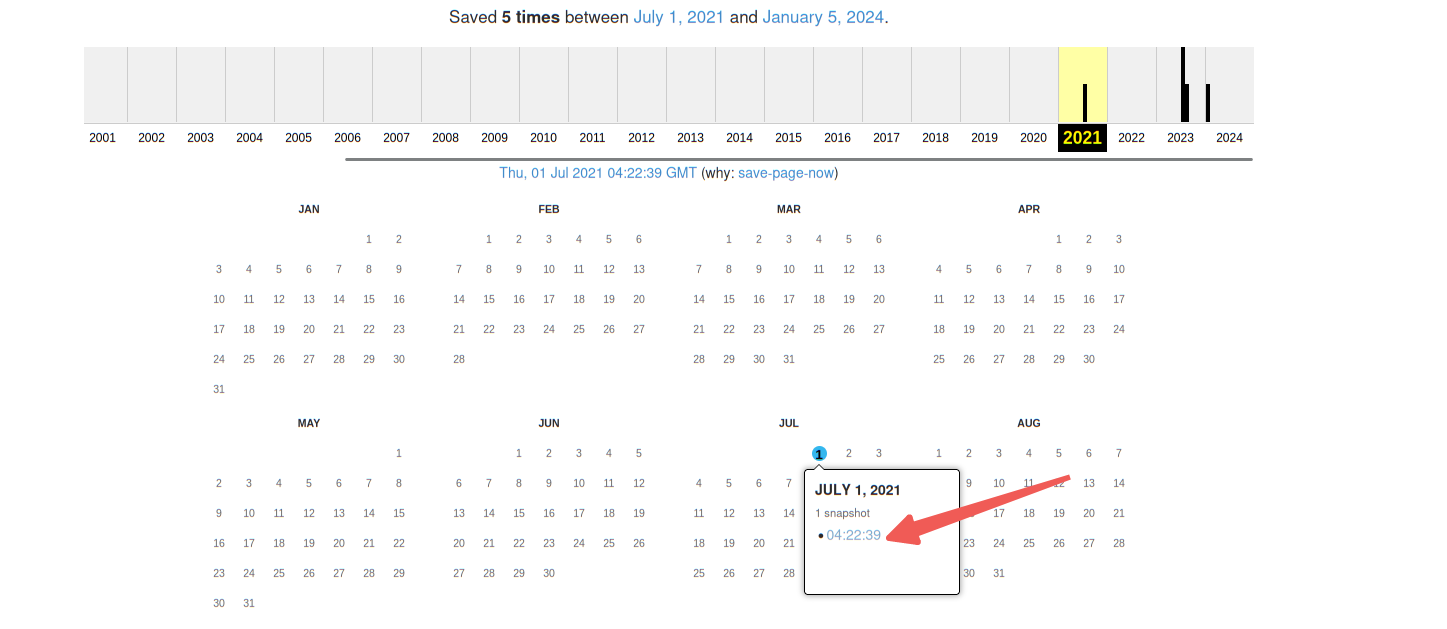 Saved 5 times between July 1, 2021 and January 5, 2024.
2001 2002 2003 2004 2005 2006 2007 2008 2009 2010 2011 2012 2013 2014 2015 2016 2017 2018 2019 2020 2021 2022 2023 2024
Thu, 01 Jul 2021 04:22:39 GMT (why: save-page-now)
JAN FEB MAR APR
1 2 1 2 3 4 5 6 1 2 3 4 5 6 1 2 3
3 4 5 6 7 8 9 7 8 9 10 11 12 13 7 8 9 10 11 12 13 4 5 6 7 8 9 10
10 11 12 13 14 15 16 14 15 16 17 18 19 20 14 15 16 17 18 19 20 11 12 13 14 15 16 17
17 18 19 20 21 22 23 21 22 23 24 25 26 27 21 22 23 24 25 26 27 18 19 20 21 22 23 24
24 25 26 27 28 29 30 28 28 29 30 31 25 26 27 28 29 30
31
MAY JUN JUL AUG
1 1 2 3 4 5 1 2 3 1 2 3 4 5 6 7
2 3 4 5 6 7 8 6 7 8 9 10 11 12 4 5 6 7 9 10 11 12 13 14
9 10 11 12 13 14 15 13 14 15 16 17 18 19 11 12 13 14 17 18 19 20 21
16 17 18 19 20 21 22 20 21 22 23 24 25 26 18 19 20 21 23 24 25 26 27 28
23 24 25 26 27 28 29 27 28 29 30 25 26 27 28 30 31
30 31
JULY 1, 2021
1 snapshot
• 04:22:39